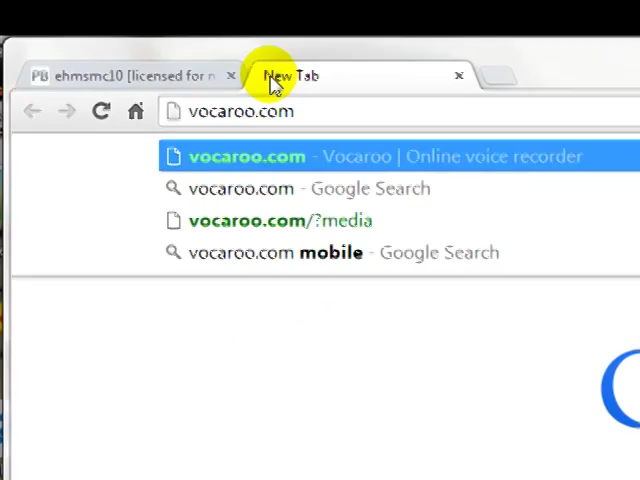 PB ehmsmc10 [licensed for n
New Tab
vocaroo.com
vocaroo.com - Vocaroo | Online voice recorder
vocaroo.com - Google Search
vocaroo.com/?media
vocaroo.com mobile - Google Search